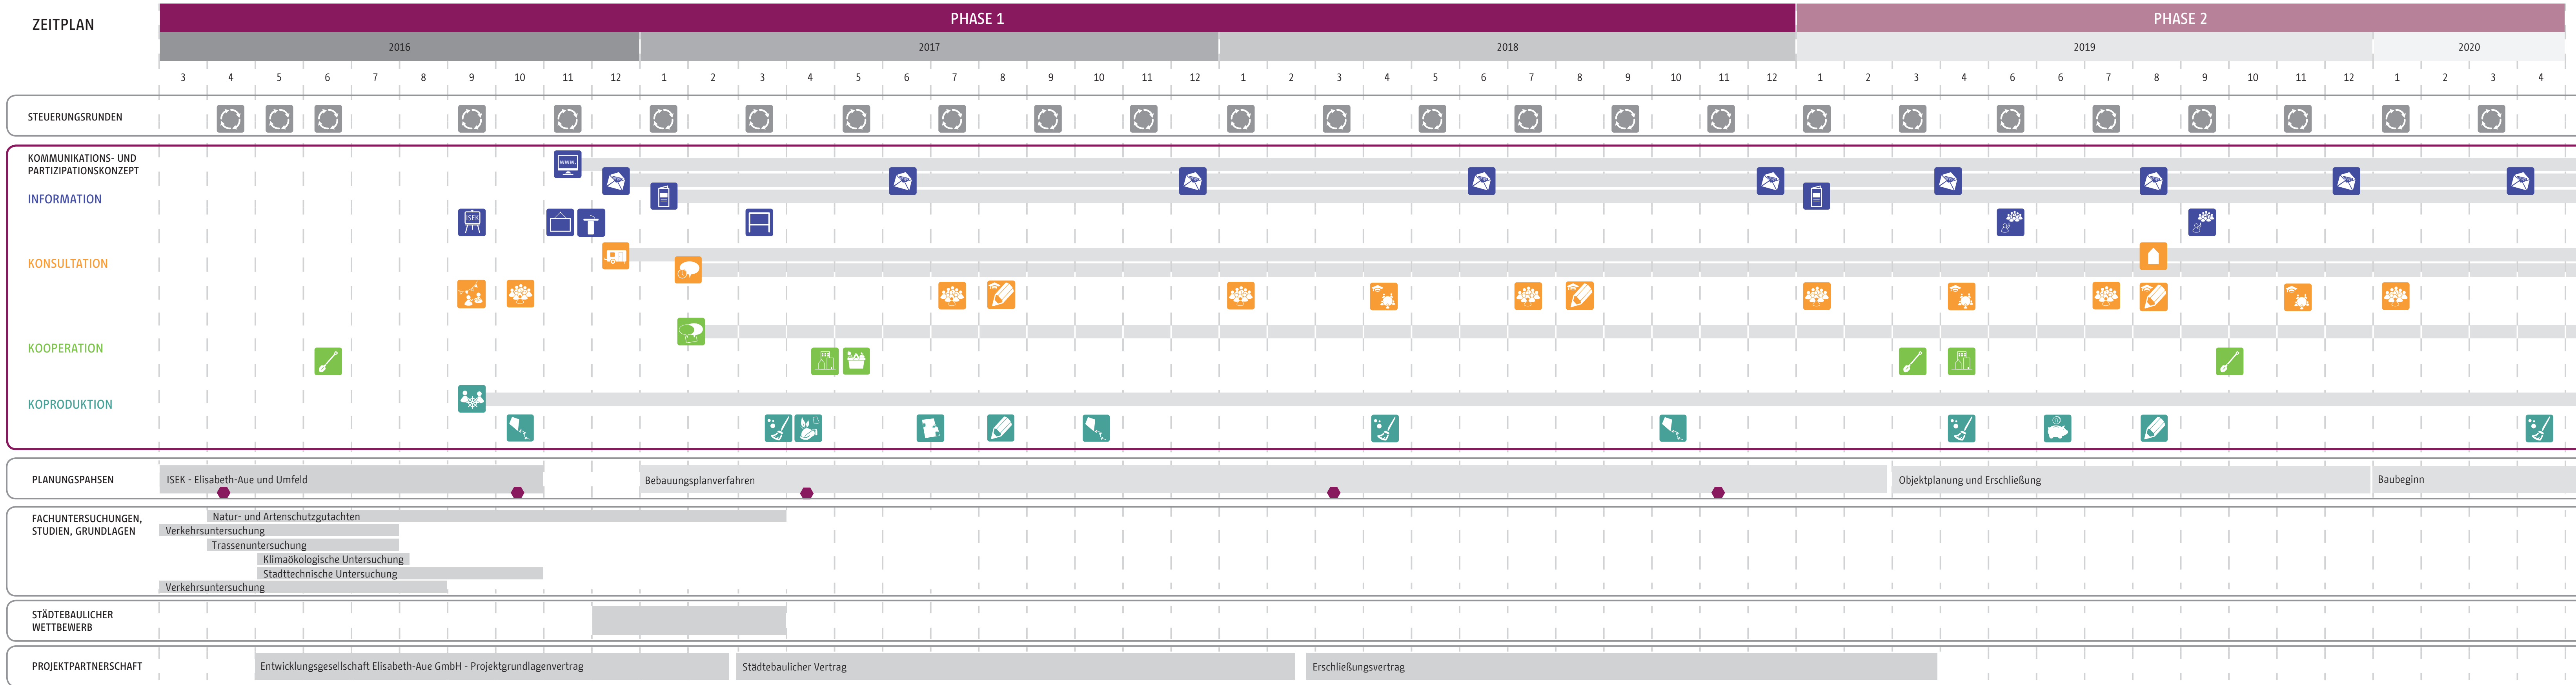 ZEITPLAN
PHASE 1
PHASE 2
2016
2017
2018
2019
2020
3 4 5 6 7 8 9 10 11 12 1 2 3 4 5 6 7 8 9 10 11 12 1 2 3 4 5 6 7 8 9 10 11 12 1 2 3 4 6 6 7 8 9 10 11 12 1 2 3 4
STEUERUNGSRUNDEN
KOMMUNIKATIONS- UND
PARTIZIPATIONSKONZEPT
www.
INFORMATION
ISEK
KONSULTATION
KOOPERATION
KOPRODUKTION
PLANUNGSPAHSEN
ISEK - Elisabeth-Aue und Umfeld
Bebauungsplanverfahren
Objektplanung und Erschließung
Baubeginn
FACHUNTERSUCHUNGEN,
STUDIEN, GRUNDLAGEN
Natur- und Artenschutzgutachten
Verkehrsuntersuchung
Trassenuntersuchung
Klimaökologische Untersuchung
Stadttechnische Untersuchung
Verkehrsuntersuchung
STÄDTEBAULICHER
WETTBEWERB
PROJEKTPARTNERSCHAFT
Entwicklungsgesellschaft Elisabeth-Aue GmbH - Projektgrundlagenvertrag
Städtebaulicher Vertrag
Erschließungsvertrag